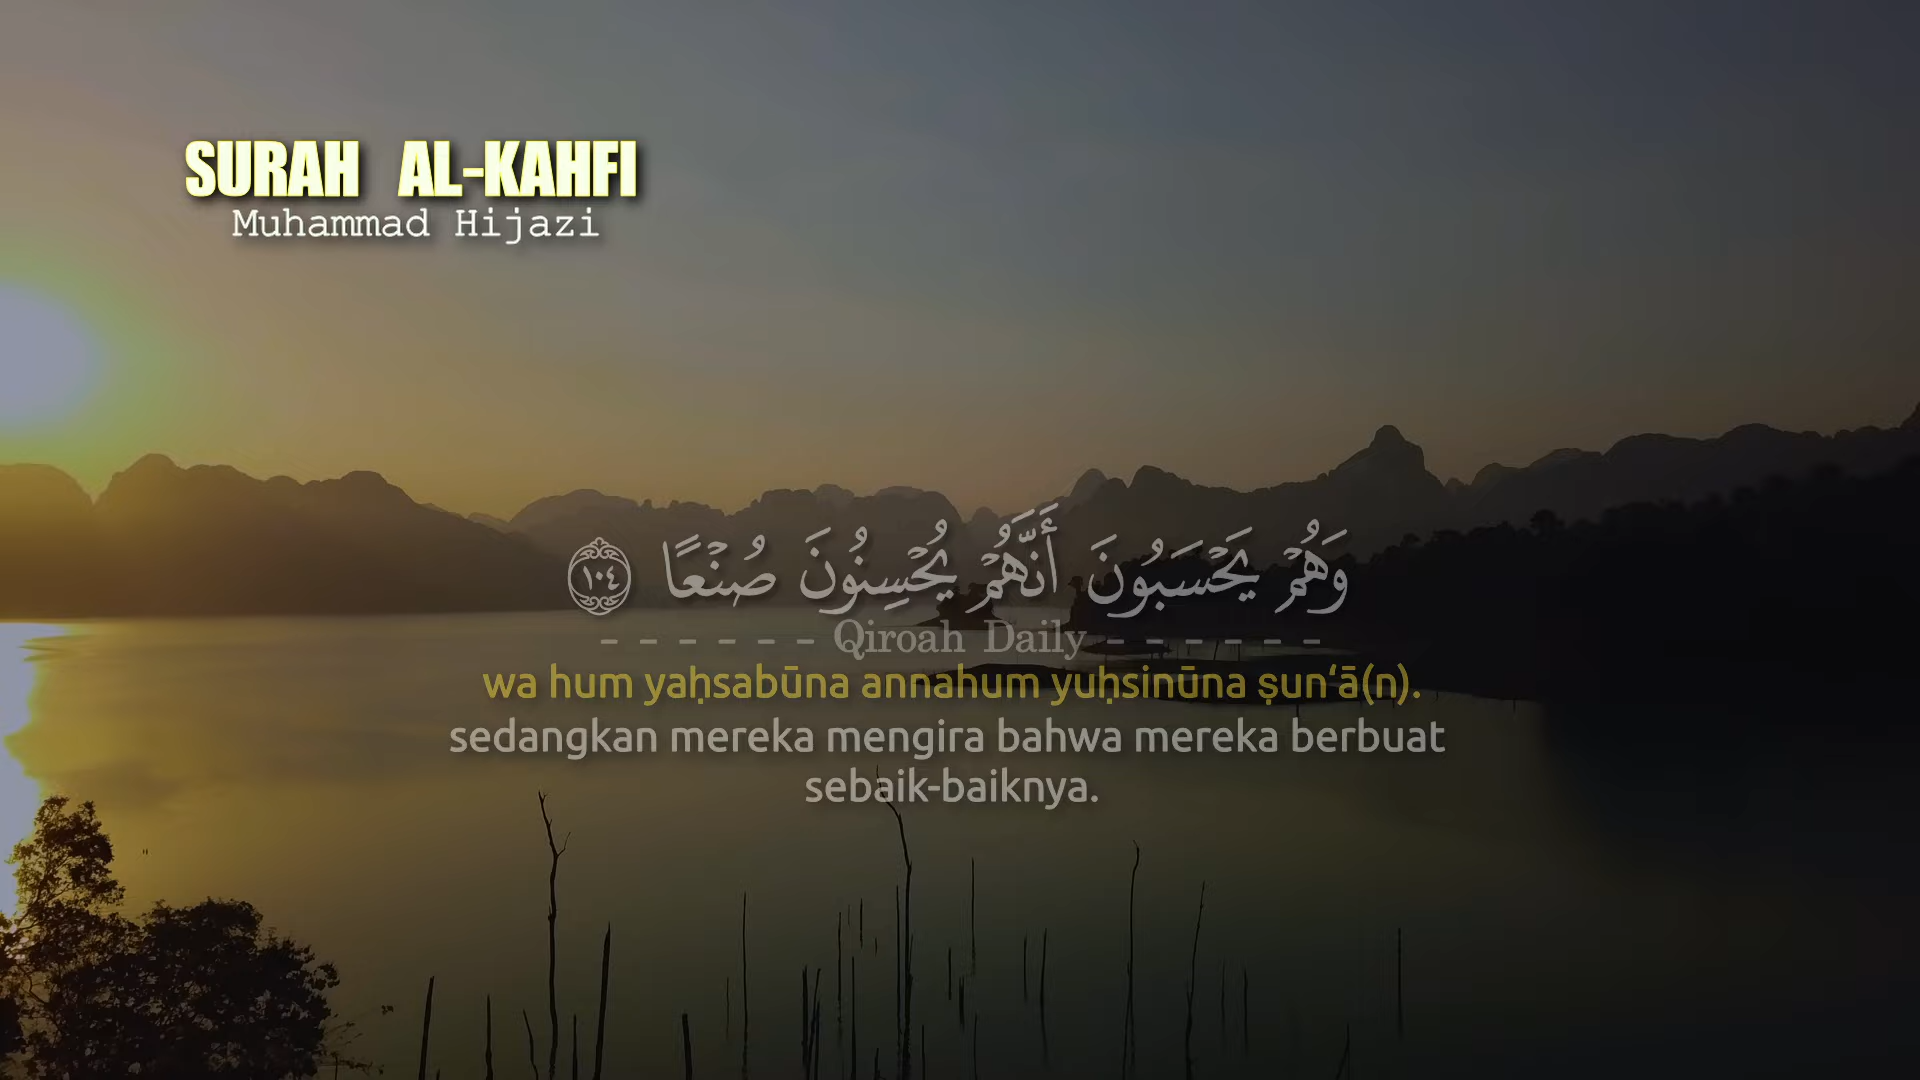 SURAH AL-KAHFI
Muhammad Hijazi
وَهُمْ يَحْسَبُونَ أَنَّهُمْ يُحْسِنُونَ صُنْعًا ١٠٤
- - - - - - Qiroah Daily - - - - - -
wa hum yaḥsabūna annahum yuḥsinūna ṣun‘ā(n).
sedangkan mereka mengira bahwa mereka berbuat
sebaik-baiknya.